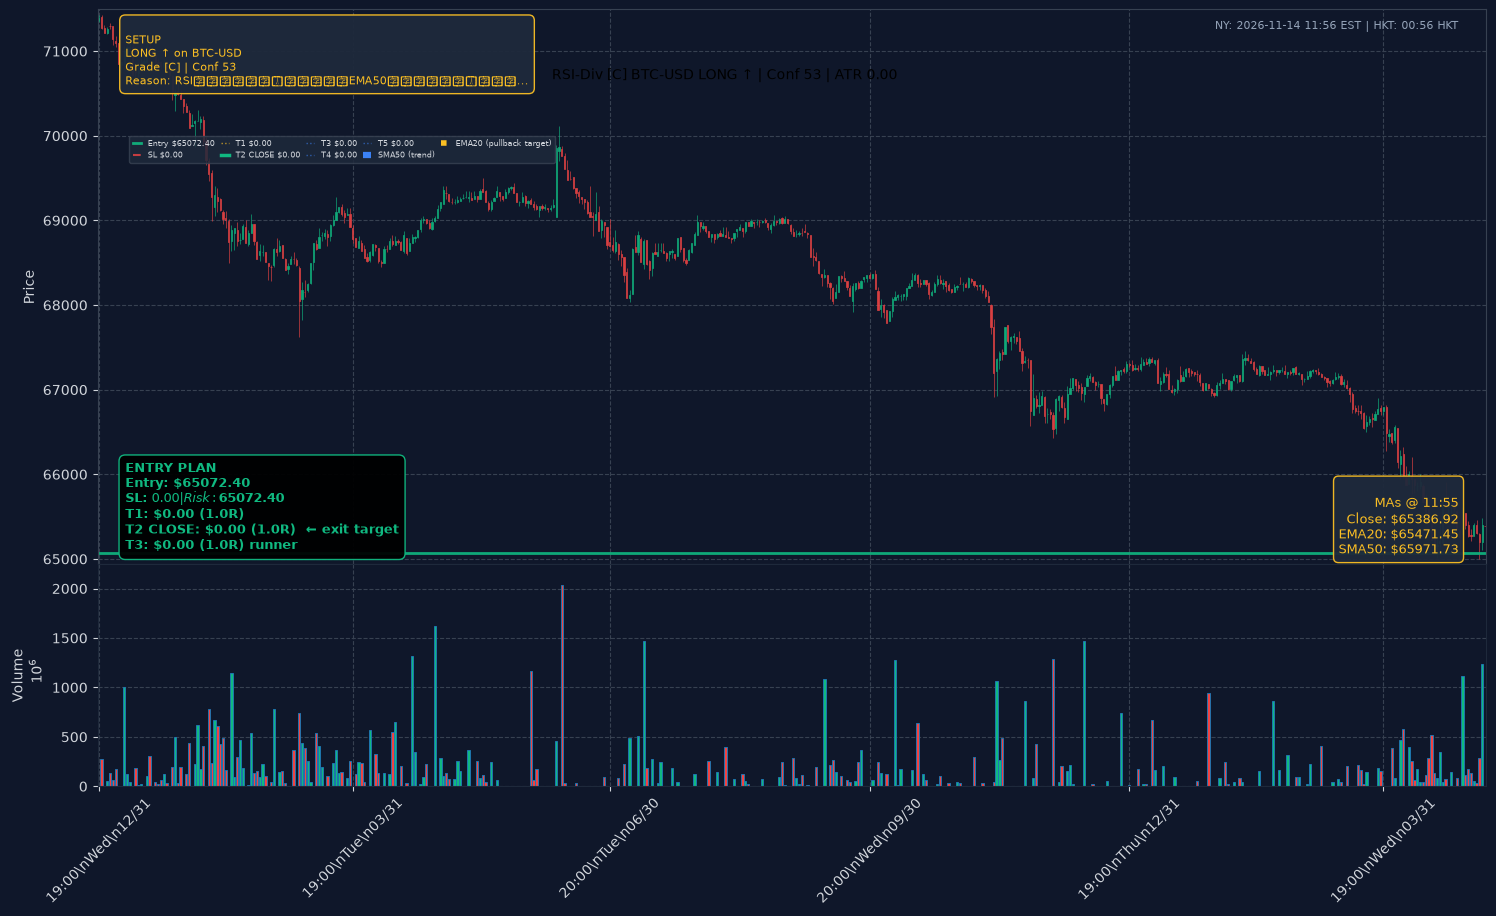 NY: 2026-11-14 11:56 EST | HKT: 00:56 HKT
SETUP
LONG ↑ on BTC-USD
Grade [C] | Conf 53
Reason: RSI EMA50 ...
RSI-Div [C] BTC-USD LONG ↑ | Conf 53 | ATR 0.00
Entry $65072.40 T1 $0.00 T3 $0.00 T5 $0.00 EMA20 (pullback target)
SL $0.00 T2 CLOSE $0.00 T4 $0.00 SMA50 (trend)
71000
70000
69000
68000
67000
66000
65000
Price
ENTRY PLAN
Entry: $65072.40
SL: 0.00|Risk:65072.40
T1: $0.00 (1.0R)
T2 CLOSE: $0.00 (1.0R) ← exit target
T3: $0.00 (1.0R) runner
MAs @ 11:55
Close: $65386.92
EMA20: $65471.45
SMA50: $65971.73
2000
1500
1000
500
0
Volume
10⁶
19:00\nWed\n12/31
19:00\nTue\n03/31
20:00\nTue\n06/30
20:00\nWed\n09/30
19:00\nThu\n12/31
19:00\nWed\n03/31